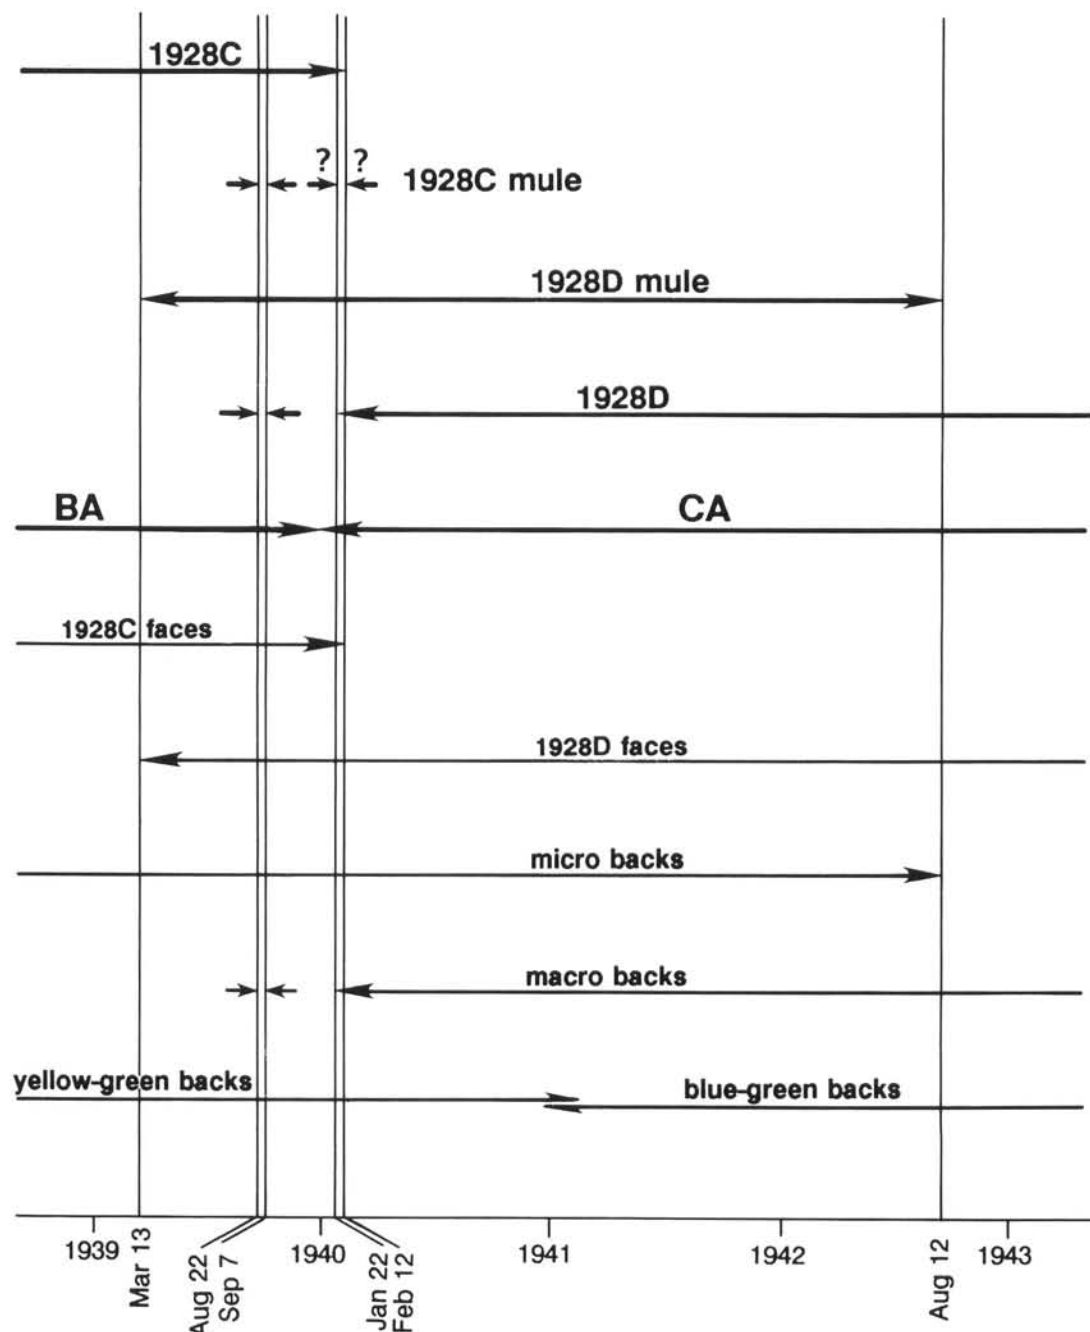 1928C
? ?
1928C mule
1928D mule
1928D
BA
CA
1928C faces
1928D faces
micro backs
macro backs
yellow-green backs
blue-green backs
1939
Mar 13
Aug 22
Sep 7
1940
Jan 22
Feb 12
1941
1942
Aug 12
1943